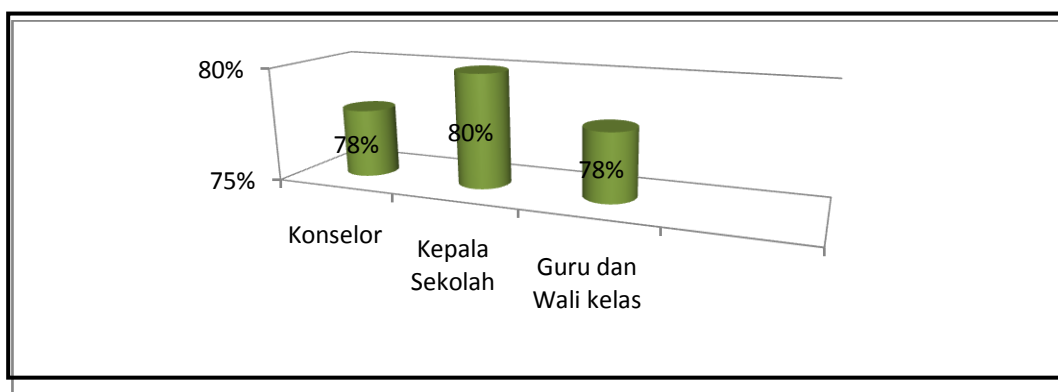 80%
78%
80%
78%
75%
Konselor
Kepala
Sekolah
Guru dan
Wali kelas